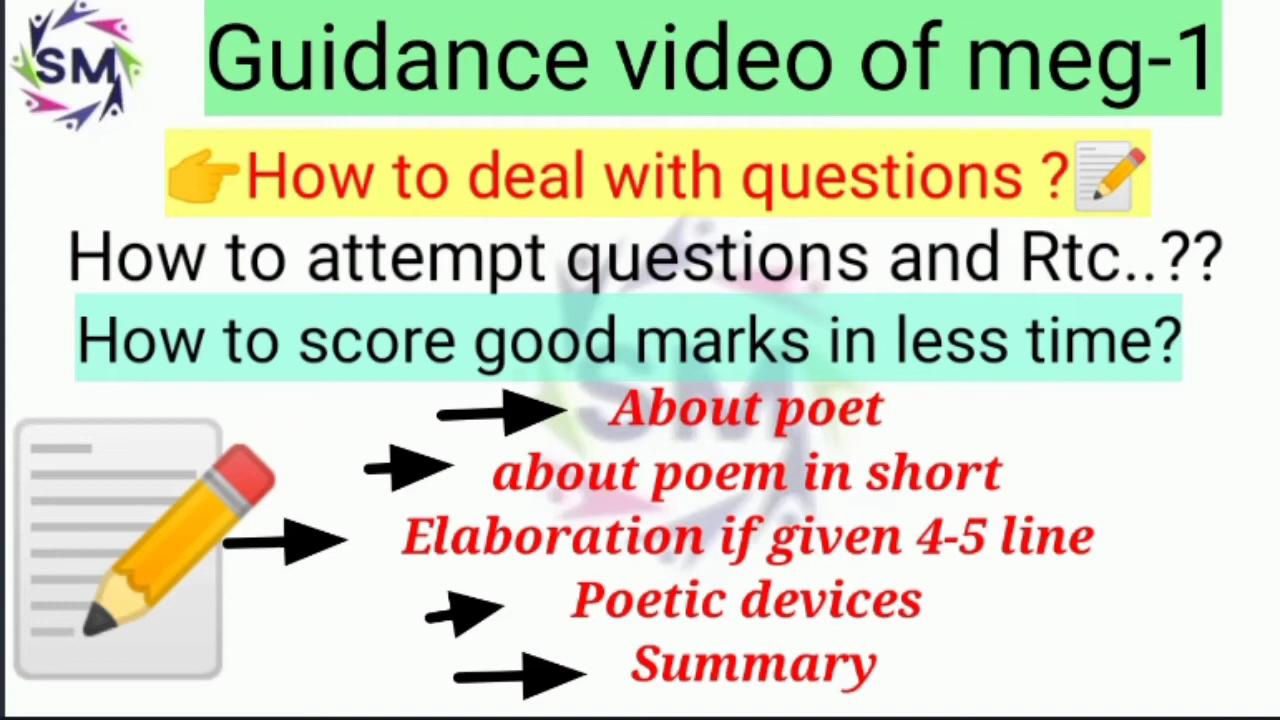 SM
Guidance video of meg-1
👉How to deal with questions ?📝
How to attempt questions and Rtc..??
How to score good marks in less time?
About poet
about poem in short
Elaboration if given 4-5 line
Poetic devices
Summary